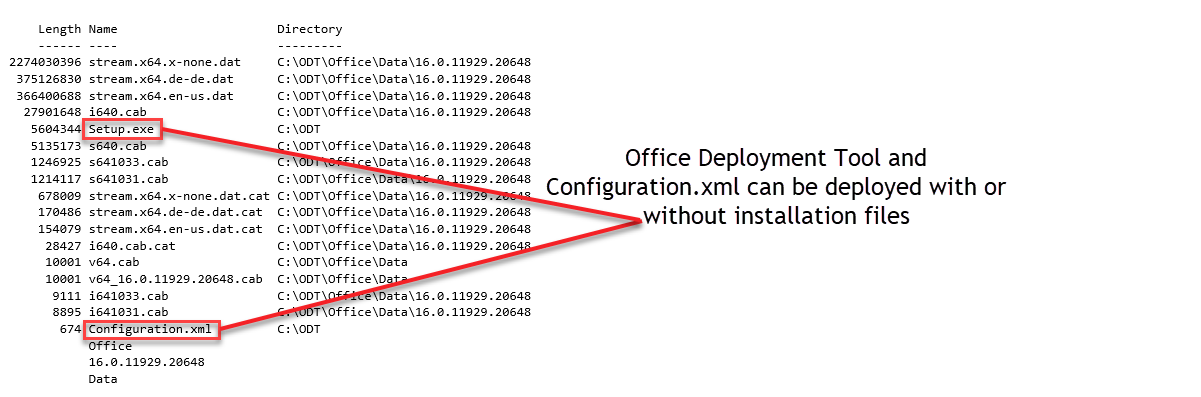 Length Name Directory
------ ---- ---------
2274030396 stream.x64.x-none.dat C:\ODT\Office\Data\16.0.11929.20648
375126830 stream.x64.de-de.dat C:\ODT\Office\Data\16.0.11929.20648
366400688 stream.x64.en-us.dat C:\ODT\Office\Data\16.0.11929.20648
27901648 i640.cab C:\ODT\Office\Data\16.0.11929.20648
5604344 Setup.exe C:\ODT
5135173 s640.cab C:\ODT\Office\Data\16.0.11929.20648
1246925 s641033.cab C:\ODT\Office\Data\16.0.11929.20648
1214117 s641031.cab C:\ODT\Office\Data\16.0.11929.20648
678009 stream.x64.x-none.dat.cat C:\ODT\Office\Data\16.0.11929.20648
170486 stream.x64.de-de.dat.cat C:\ODT\Office\Data\16.0.11929.20648
154079 stream.x64.en-us.dat.cat C:\ODT\Office\Data\16.0.11929.20648
28427 i640.cab.cat C:\ODT\Office\Data\16.0.11929.20648
10001 v64.cab C:\ODT\Office\Data
10001 v64_16.0.11929.20648.cab C:\ODT\Office\Data
9111 i641033.cab C:\ODT\Office\Data\16.0.11929.20648
8895 i641031.cab C:\ODT\Office\Data\16.0.11929.20648
674 Configuration.xml C:\ODT
Office
16.0.11929.20648
Data
Office Deployment Tool and
Configuration.xml can be deployed with or
without installation files